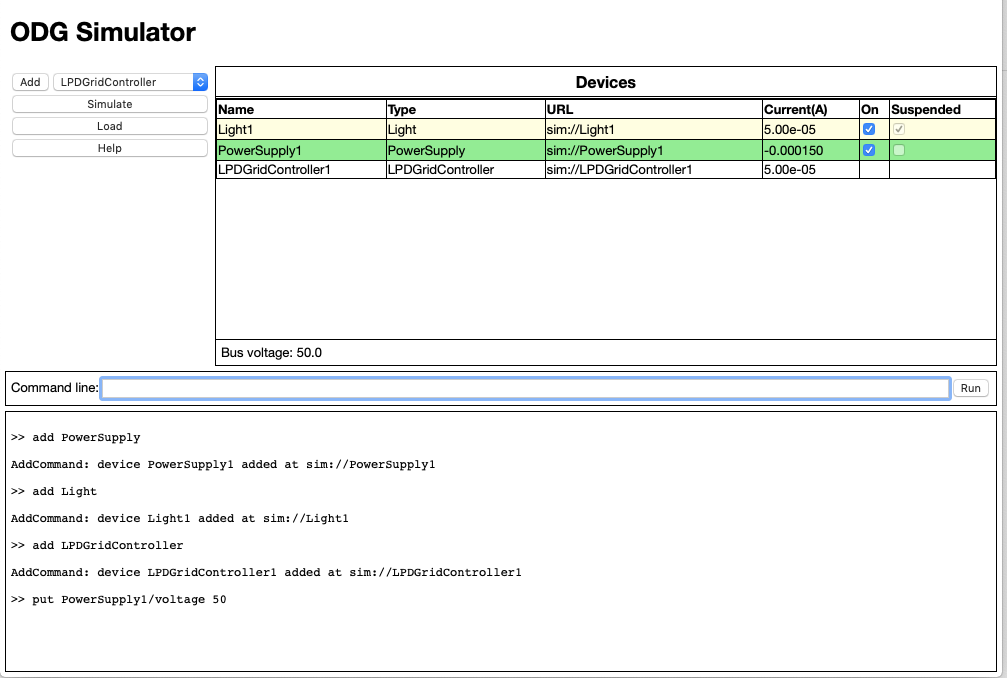 ODG Simulator
Add LPDGridController
Simulate
Load
Help
Devices
Name Type URL Current(A) On Suspended
Light1 Light sim://Light1 5.00e-05
PowerSupply1 PowerSupply sim://PowerSupply1 -0.000150
LPDGridController1 LPDGridController sim://LPDGridController1 5.00e-05
Bus voltage: 50.0
Command line: Run
>> add PowerSupply
AddCommand: device PowerSupply1 added at sim://PowerSupply1
>> add Light
AddCommand: device Light1 added at sim://Light1
>> add LPDGridController
AddCommand: device LPDGridController1 added at sim://LPDGridController1
>> put PowerSupply1/voltage 50